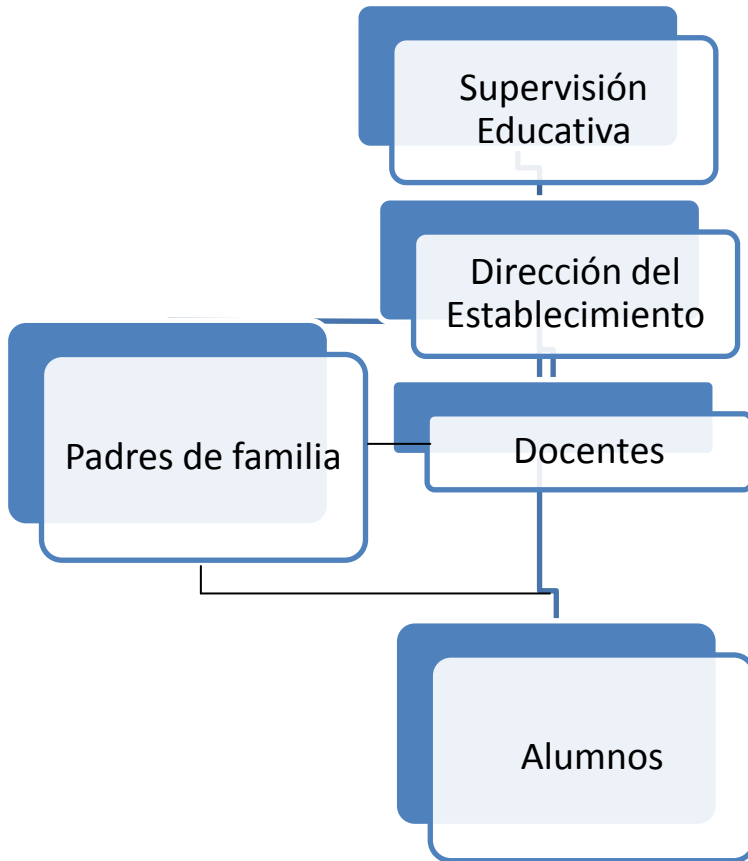 Supervisión
Educativa
Dirección del
Establecimiento
Padres de familia
Docentes
Alumnos